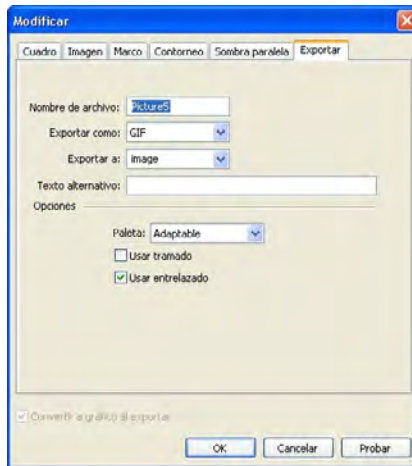 Modificar
Cuadro Imagen Marco Contorneo Sombra paralela Exportar
Nombre de archivo: Picture5
Exportar como: GIF
Exportar a: image
Texto alternativo:
Opciones
Paleta: Adaptable
Usar tramado
Usar entrelazado
Convertir a gráfico al exportar
OK Cancelar Probar